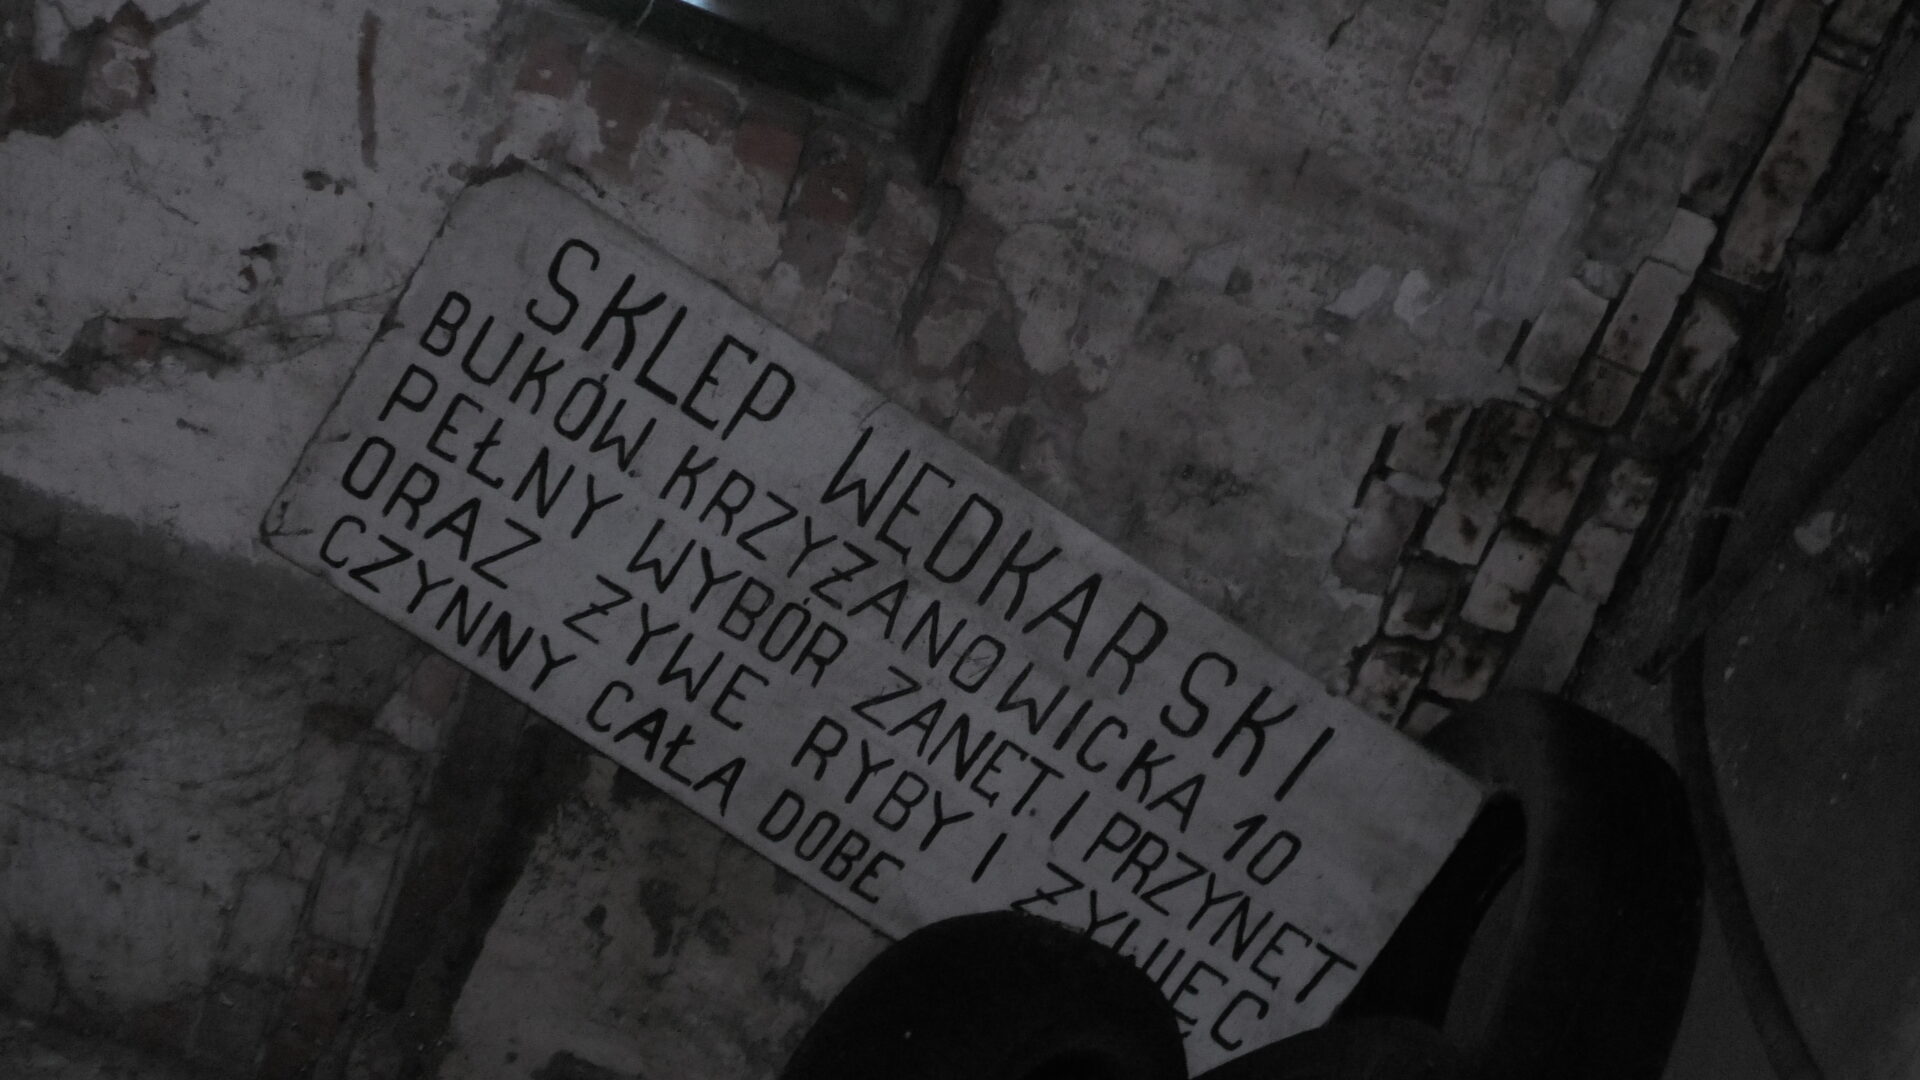 SKLEP WĘDKARSKI
BUKÓW. KRZYŻANOWICKA 10
PEŁNY WYBÓR ZANĘT. I PRZYNĘT
ORAZ ŻYWE RYBY I ŻYWIEC
CZYNNY CAŁA DOBE